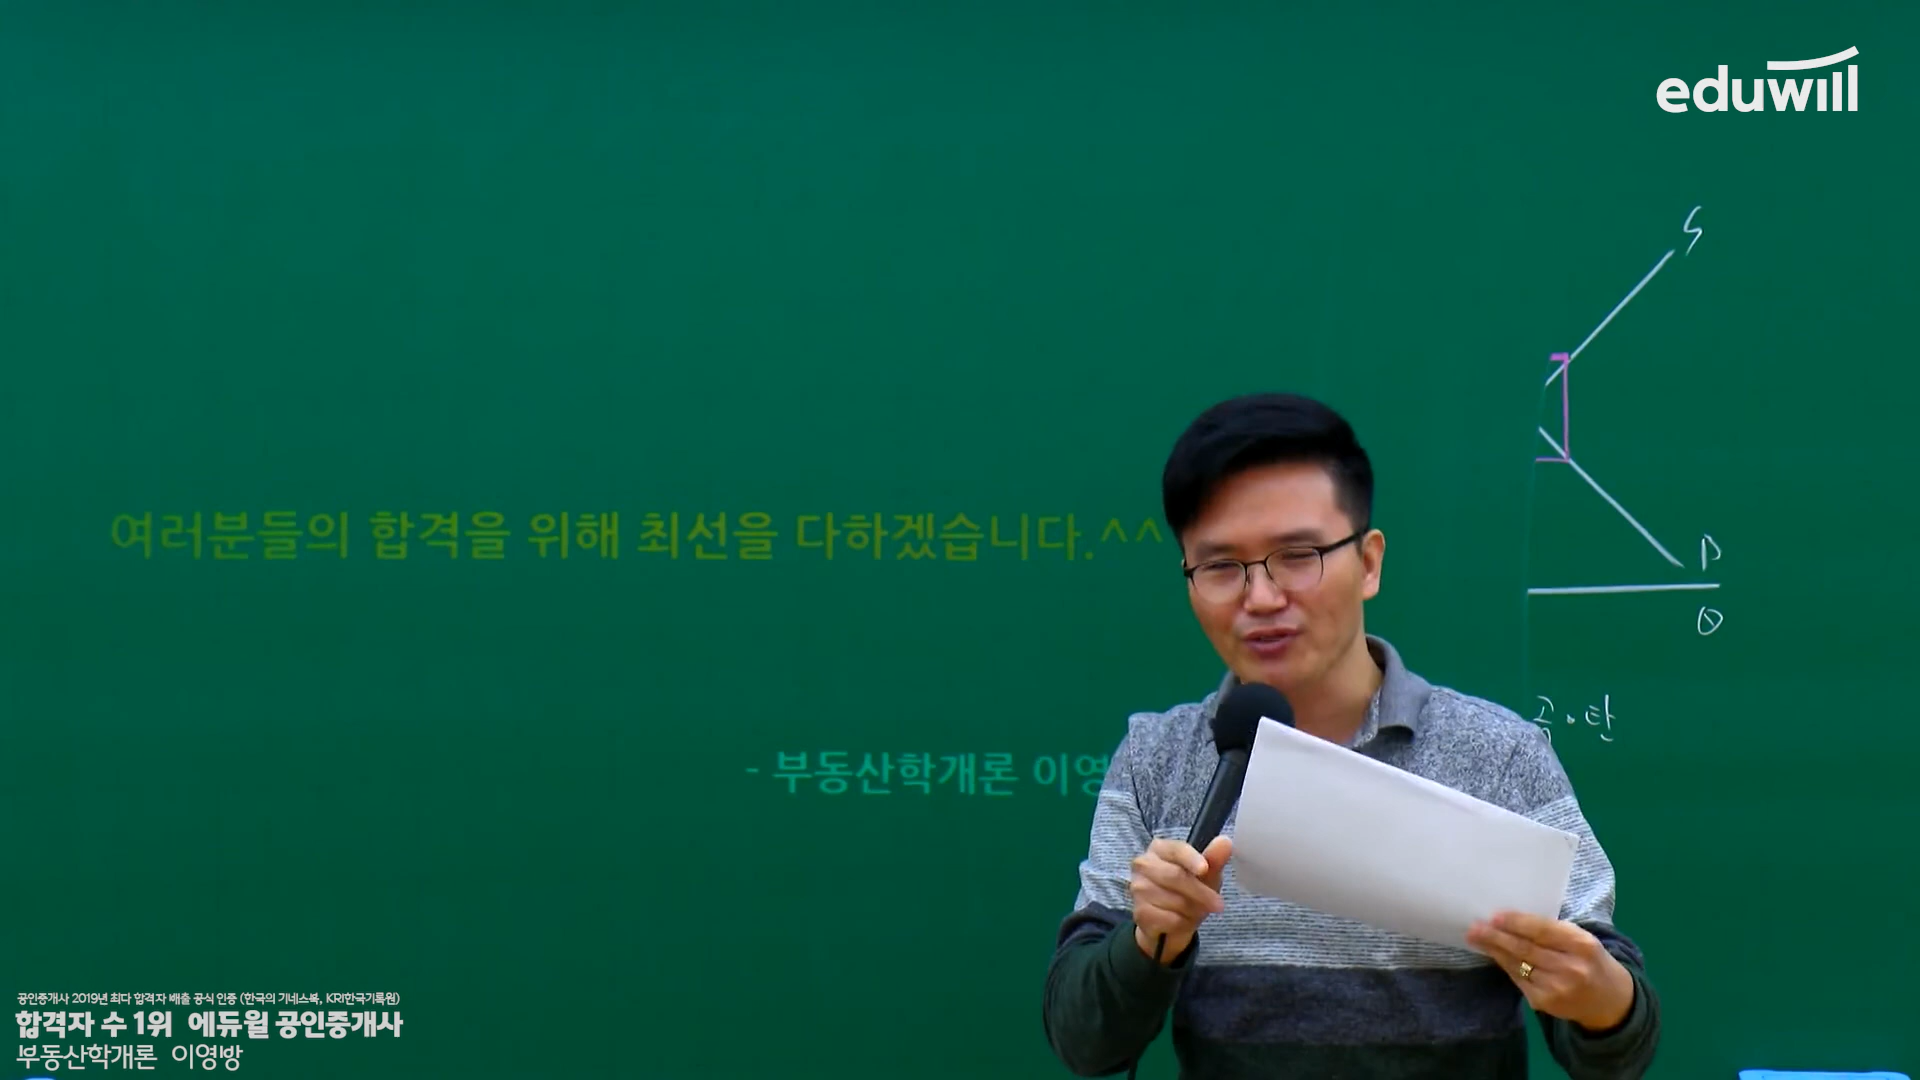 eduwill
S
여러분들의 합격을 위해 최선을 다하겠습니다.^^
D
Q
공.탄
- 부동산학개론 이영
공인중개사 2019년 최다 합격자 배출 공식 인증 (한국의 기네스북, KRI한국기록원)
합격자 수 1위 에듀윌 공인중개사
부동산학개론 이영방